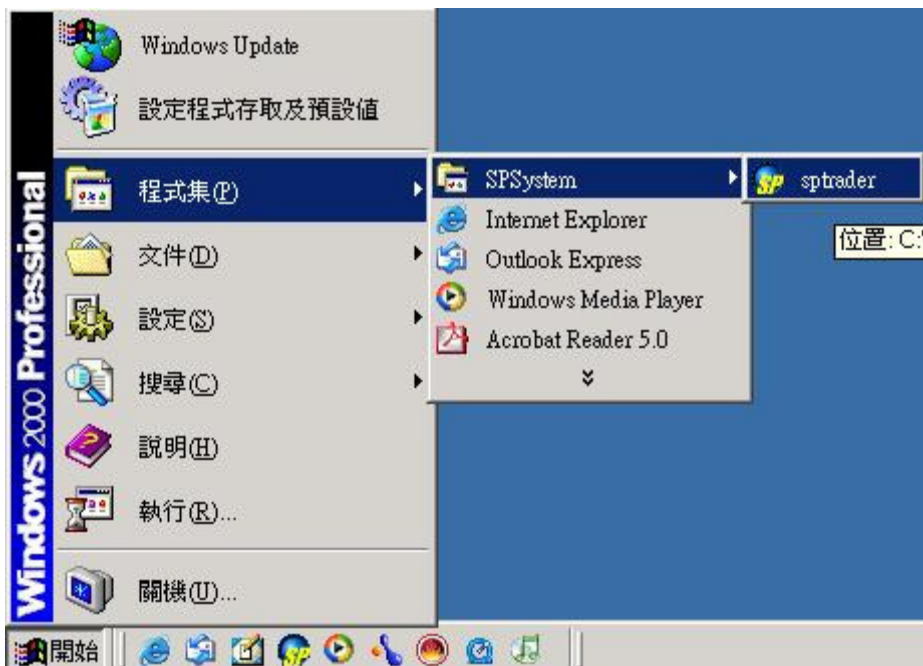 Windows 2000 Professional
Windows Update
設定程式存取及預設值
程式集(P)
文件(D)
設定(S)
搜尋(C)
說明(H)
執行(R)...
關機(U)...
SPSystem
Internet Explorer
Outlook Express
Windows Media Player
Acrobat Reader 5.0
sptrader
位置: C:
開始